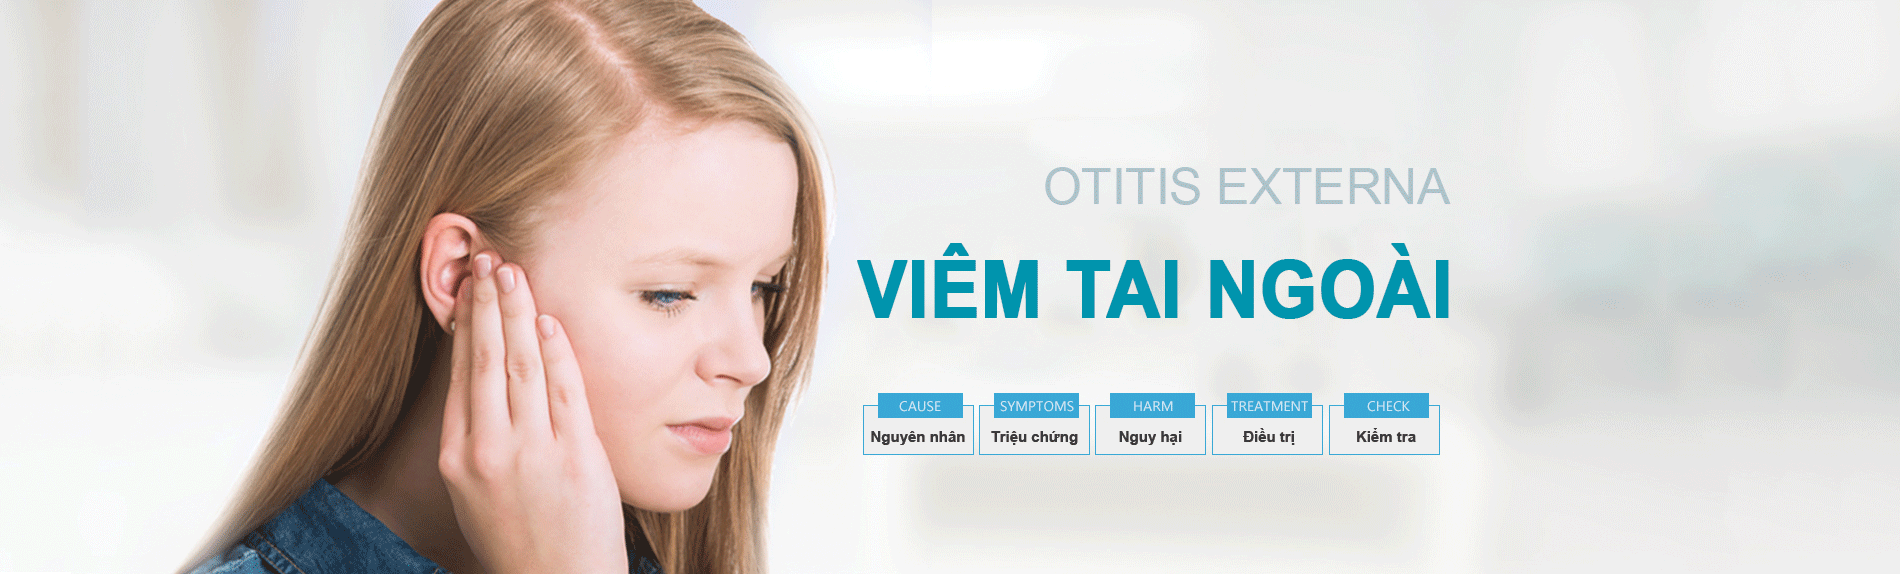 OTITIS EXTERNA
VIÊM TAI NGOÀI
CAUSE SYMPTOMS HARM TREATMENT CHECK
Nguyên nhân Triệu chứng Nguy hại Điều trị Kiểm tra